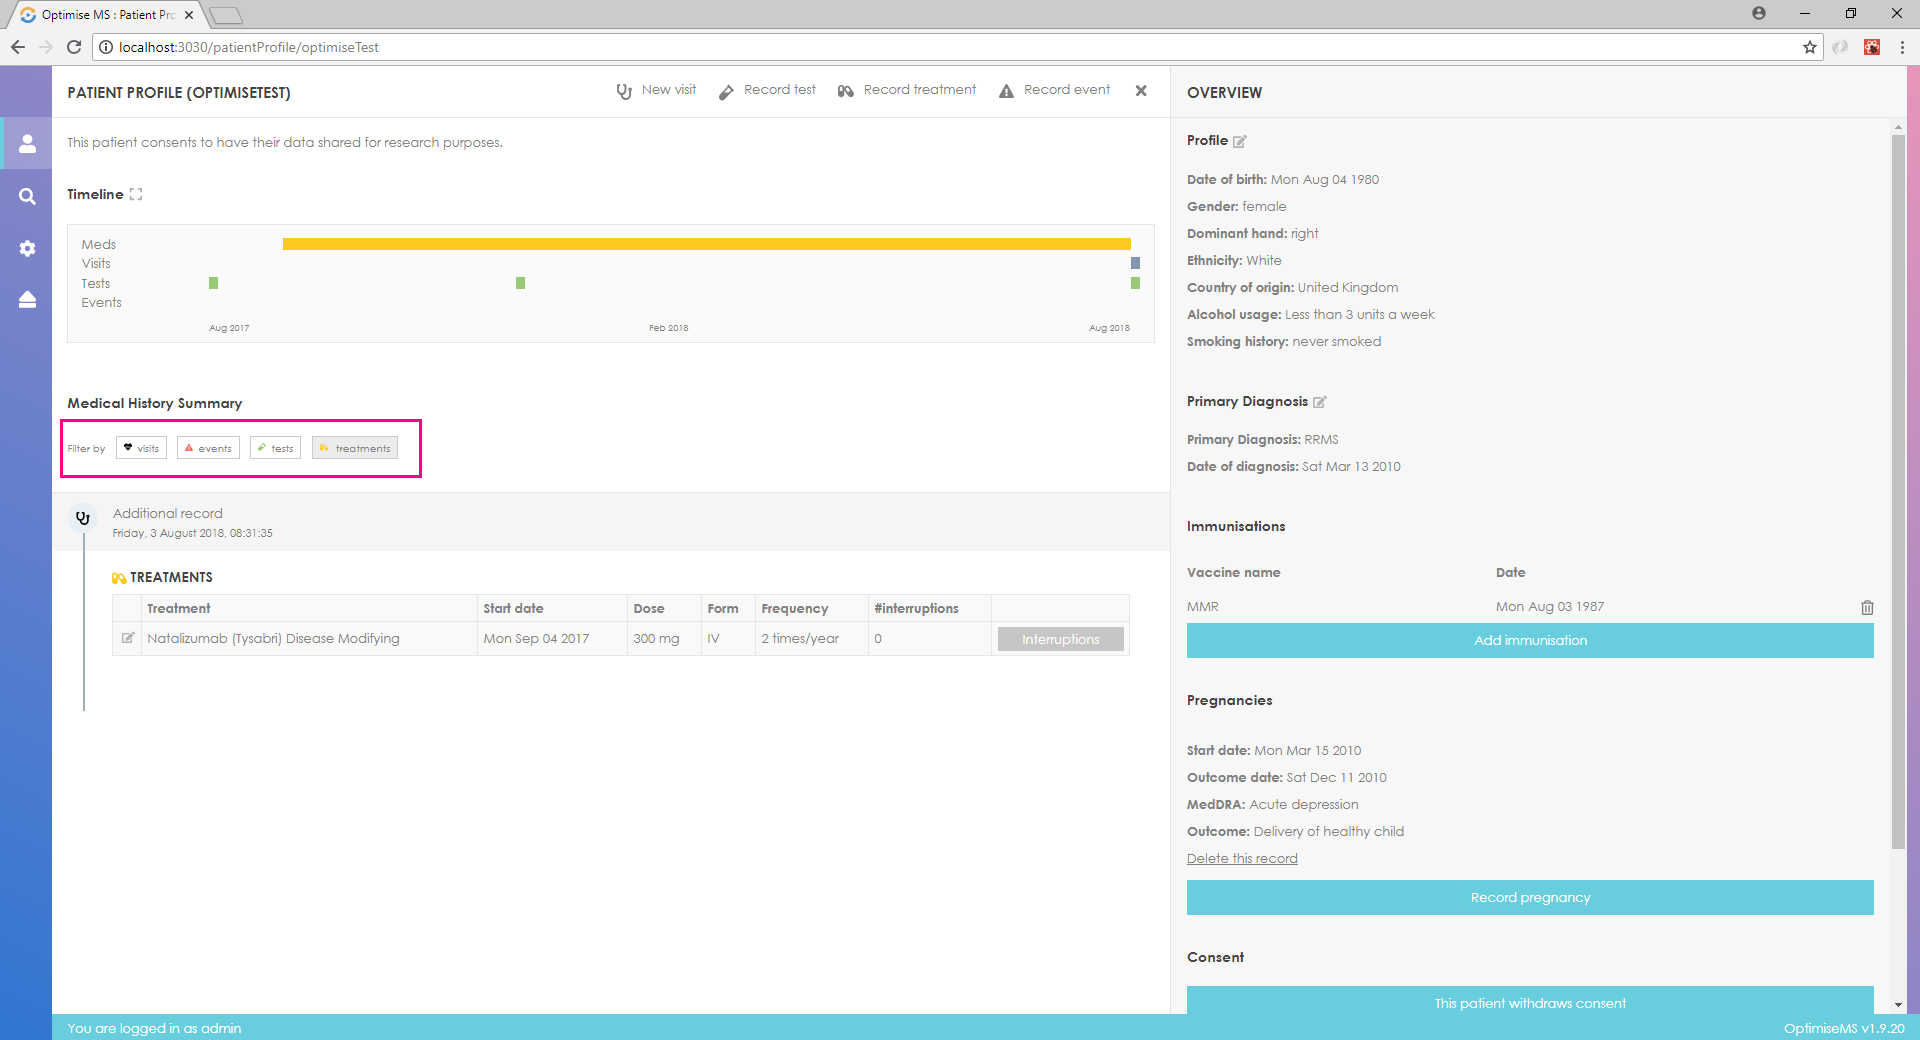 Optimise MS : Patient Pro
localhost:3030/patientProfile/optimiseTest
PATIENT PROFILE (OPTIMISETEST)
New visit
Record test
Record treatment
Record event
This patient consents to have their data shared for research purposes.
Timeline
Meds
Visits
Tests
Events
Aug 2017
Feb 2018
Aug 2018
Medical History Summary
Filter by
visits
events
tests
treatments
Additional record
Friday, 3 August 2018, 08:31:35
TREATMENTS
Treatment Start date Dose Form Frequency #interruptions
Natalizumab (Tysabri) Disease Modifying Mon Sep 04 2017 300 mg IV 2 times/year 0 Interruptions
OVERVIEW
Profile
Date of birth: Mon Aug 04 1980
Gender: female
Dominant hand: right
Ethnicity: White
Country of origin: United Kingdom
Alcohol usage: Less than 3 units a week
Smoking history: never smoked
Primary Diagnosis
Primary Diagnosis: RRMS
Date of diagnosis: Sat Mar 13 2010
Immunisations
Vaccine name Date
MMR Mon Aug 03 1987
Add immunisation
Pregnancies
Start date: Mon Mar 15 2010
Outcome date: Sat Dec 11 2010
MedDRA: Acute depression
Outcome: Delivery of healthy child
Delete this record
Record pregnancy
Consent
This patient withdraws consent
You are logged in as admin
OptimiseMS v1.9.20